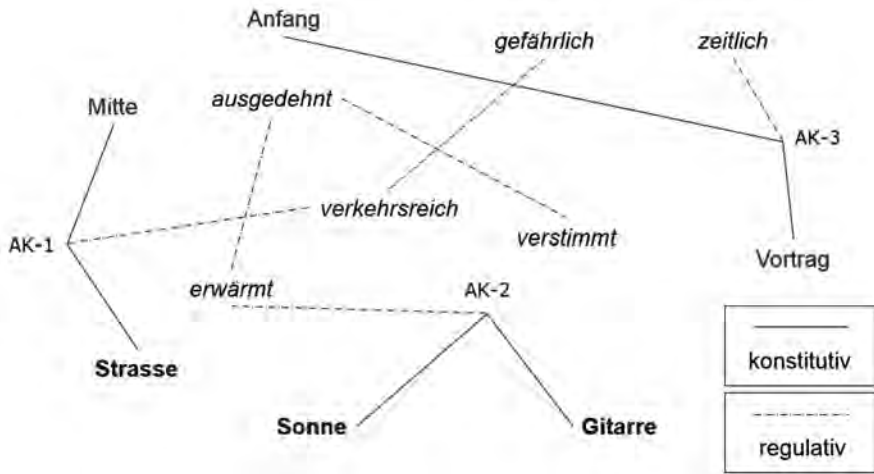 Anfang
gefährlich
zeitlich
Mitte
ausgedehnt
AK-3
verkehrsreich
AK-1
verstimmt
Vortrag
erwärmt
AK-2
Strasse
konstitutiv
Sonne
Gitarre
regulativ